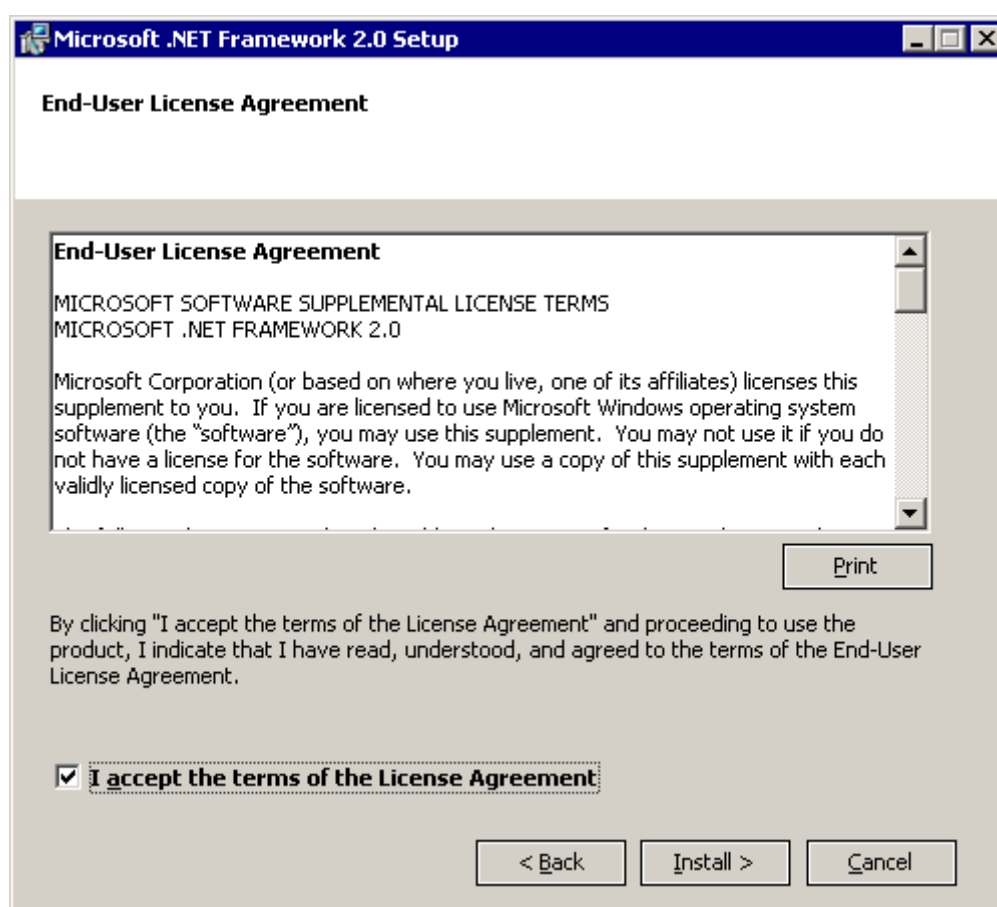 Microsoft .NET Framework 2.0 Setup
End-User License Agreement
End-User License Agreement
MICROSOFT SOFTWARE SUPPLEMENTAL LICENSE TERMS
MICROSOFT .NET FRAMEWORK 2.0
Microsoft Corporation (or based on where you live, one of its affiliates) licenses this
supplement to you.  If you are licensed to use Microsoft Windows operating system
software (the “software”), you may use this supplement.  You may not use it if you do
not have a license for the software.  You may use a copy of this supplement with each
validly licensed copy of the software.
Print
By clicking "I accept the terms of the License Agreement" and proceeding to use the
product, I indicate that I have read, understood, and agreed to the terms of the End-User
License Agreement.
I accept the terms of the License Agreement
< Back Install > Cancel